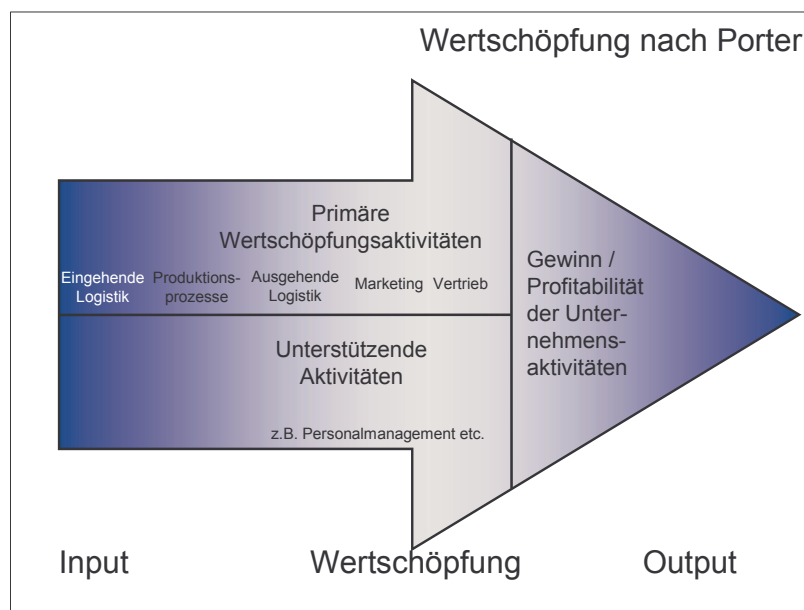 Wertschöpfung nach Porter
Primäre
Wertschöpfungsaktivitäten
Eingehende
Logistik
Produktions-
prozesse
Ausgehende
Logistik
Marketing
Vertrieb
Gewinn /
Profitabilität
der Unter-
nehmens-
aktivitäten
Unterstützende
Aktivitäten
z.B. Personalmanagement etc.
Input
Wertschöpfung
Output